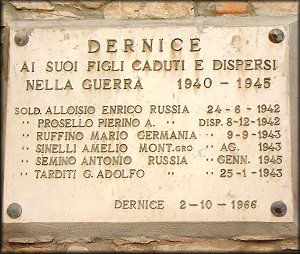 DERNICE
AI SUOI FIGLI CADUTI E DISPERSI
NELLA GUERRA 1940 - 1945
SOLD. ALLOISIO ENRICO RUSSIA 24 - 6 - 1942
" PROSELLO PIERINO A. " DISP. 8-12-1942
" RUFFINO MARIO GERMANIA - 9-9-1943
" SINELLI AMELIO MONT.GRO " AG. 1943
" SEMINO ANTONIO RUSSIA " GENN. 1943
" TARDITI G. ADOLFO " " 25-1-1943
DERNICE 2-10-1966